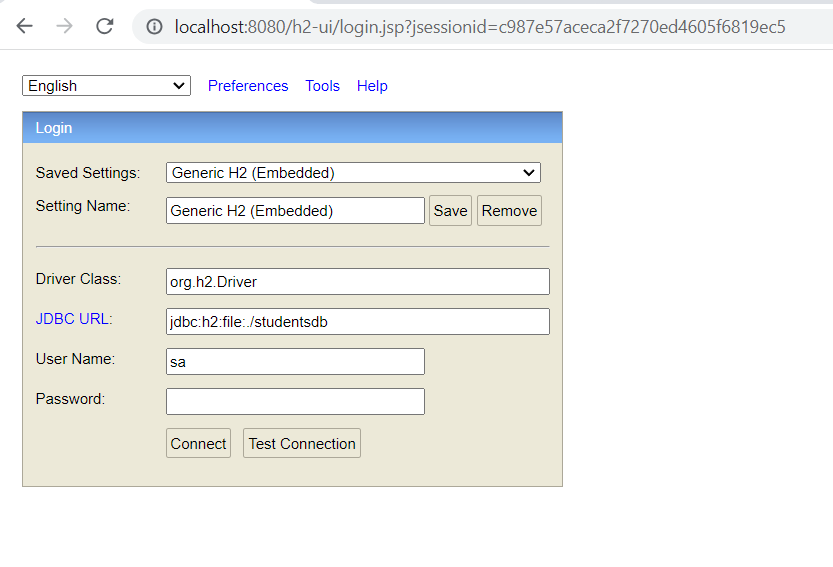 localhost:8080/h2-ui/login.jsp?jsessionid=c987e57aceca2f7270ed4605f6819ec5
English Preferences Tools Help
Login
Saved Settings: Generic H2 (Embedded)
Setting Name: Generic H2 (Embedded) Save Remove
Driver Class: org.h2.Driver
JDBC URL: jdbc:h2:file:./studentsdb
User Name: sa
Password:
Connect Test Connection